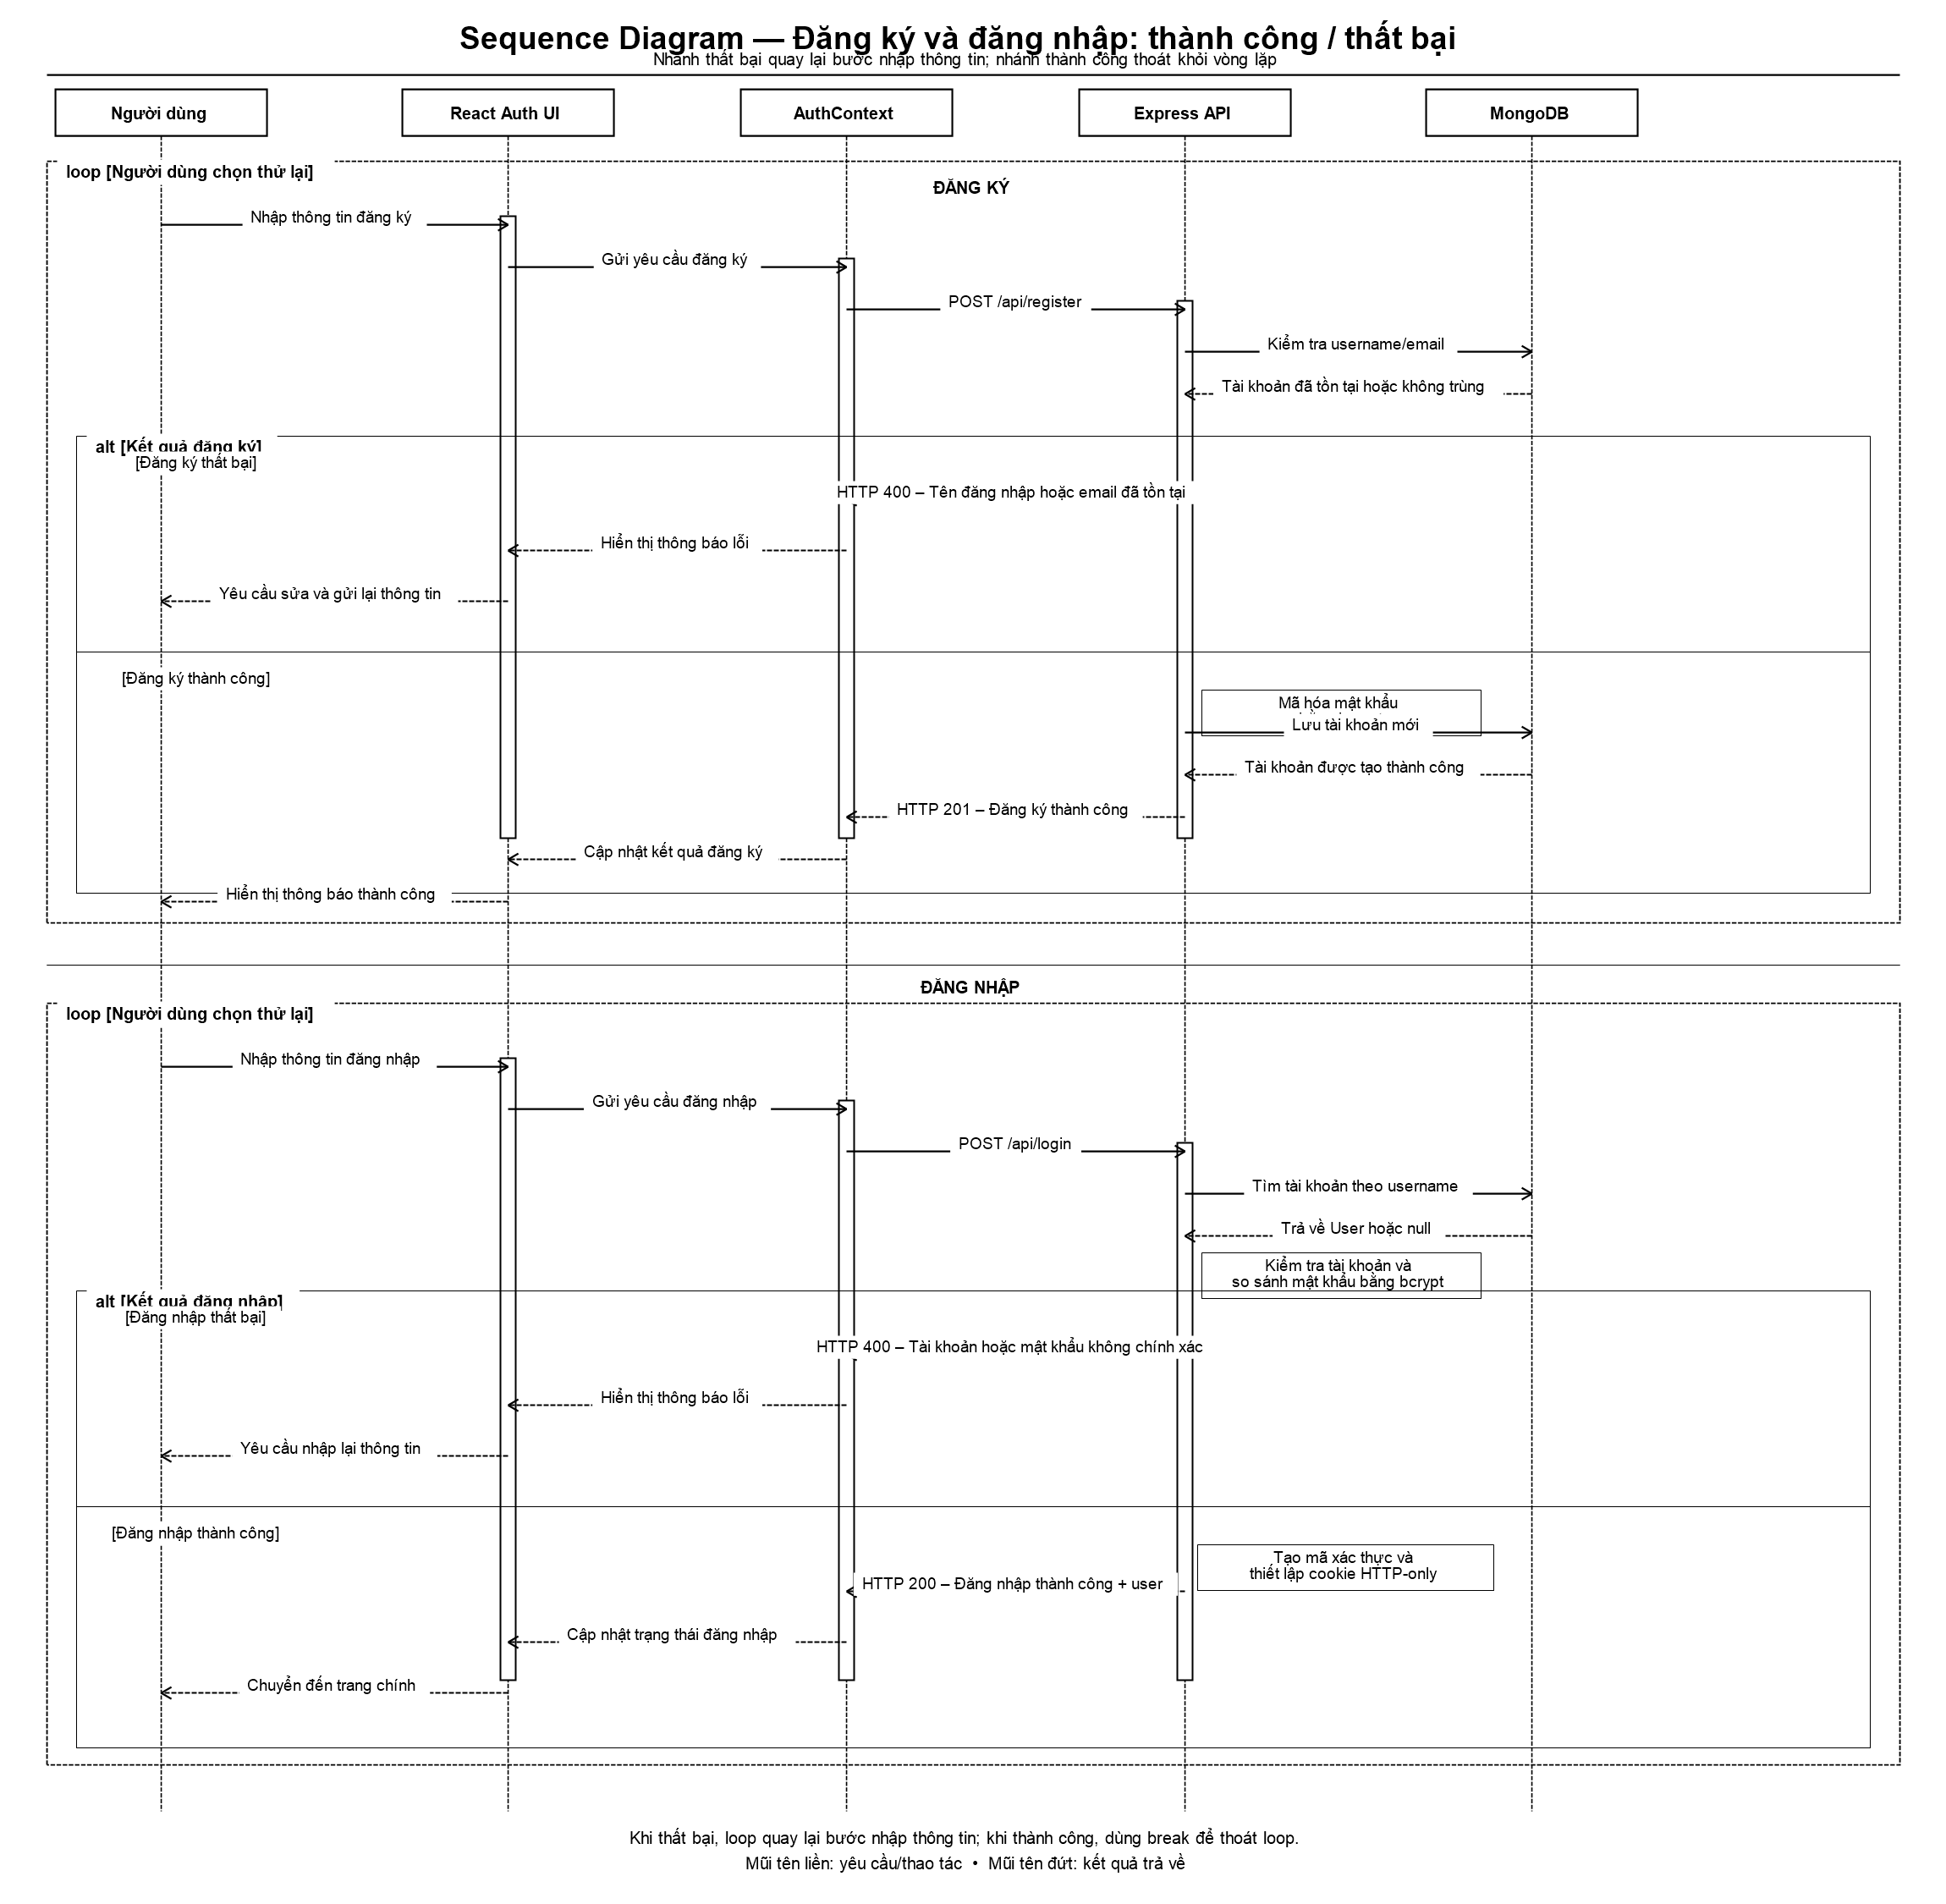 Sequence Diagram — Đăng ký và đăng nhập: thành công / thất bại
Nhánh thất bại quay lại bước nhập thông tin; nhánh thành công thoát khỏi vòng lặp
Người dùng
React Auth UI
AuthContext
Express API
MongoDB
loop [Người dùng chọn thử lại]
ĐĂNG KÝ
Nhập thông tin đăng ký
Gửi yêu cầu đăng ký
POST /api/register
Kiểm tra username/email
Tài khoản đã tồn tại hoặc không trùng
alt [Kết quả đăng ký]
[Đăng ký thất bại]
HTTP 400 – Tên đăng nhập hoặc email đã tồn tại
Hiển thị thông báo lỗi
Yêu cầu sửa và gửi lại thông tin
[Đăng ký thành công]
Mã hóa mật khẩu
Lưu tài khoản mới
Tài khoản được tạo thành công
HTTP 201 – Đăng ký thành công
Cập nhật kết quả đăng ký
Hiển thị thông báo thành công
ĐĂNG NHẬP
loop [Người dùng chọn thử lại]
Nhập thông tin đăng nhập
Gửi yêu cầu đăng nhập
POST /api/login
Tìm tài khoản theo username
Trả về User hoặc null
Kiểm tra tài khoản và
so sánh mật khẩu bằng bcrypt
alt [Kết quả đăng nhập]
[Đăng nhập thất bại]
HTTP 400 – Tài khoản hoặc mật khẩu không chính xác
Hiển thị thông báo lỗi
Yêu cầu nhập lại thông tin
[Đăng nhập thành công]
Tạo mã xác thực và
thiết lập cookie HTTP-only
HTTP 200 – Đăng nhập thành công + user
Cập nhật trạng thái đăng nhập
Chuyển đến trang chính
Khi thất bại, loop quay lại bước nhập thông tin; khi thành công, dùng break để thoát loop.
Mũi tên liền: yêu cầu/thao tác • Mũi tên đứt: kết quả trả về